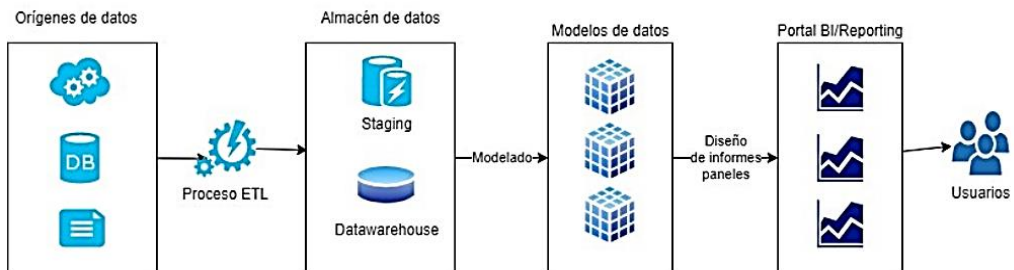 Orígenes de datos
Almacén de datos
Modelos de datos
Portal BI/Reporting
DB
Proceso ETL
Staging
Datawarehouse
Modelado
Diseño
de informes
paneles
Usuarios